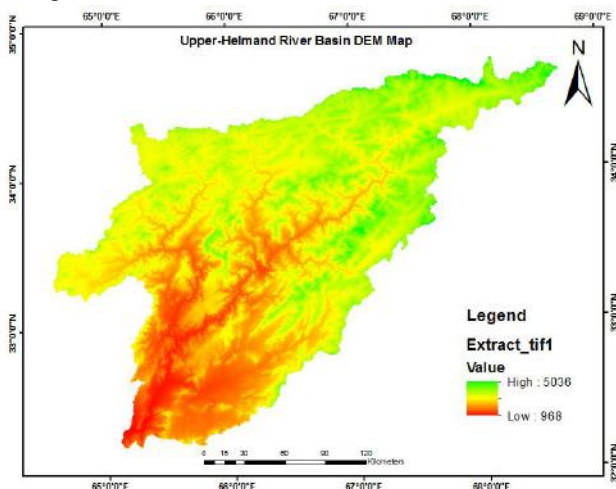 65°0'0"E 66°0'0"E 67°0'0"E 68°0'0"E 69°0'0"E
Upper-Helmand River Basin DEM Map
N
35°0'0"N
34°0'0"N
33°0'0"N
Legend
Extract_tif1
Value
High : 5036
Low : 968
0 15 30 60 90 120
Kilometers
65°0'0"E 66°0'0"E 67°0'0"E 68°0'0"E